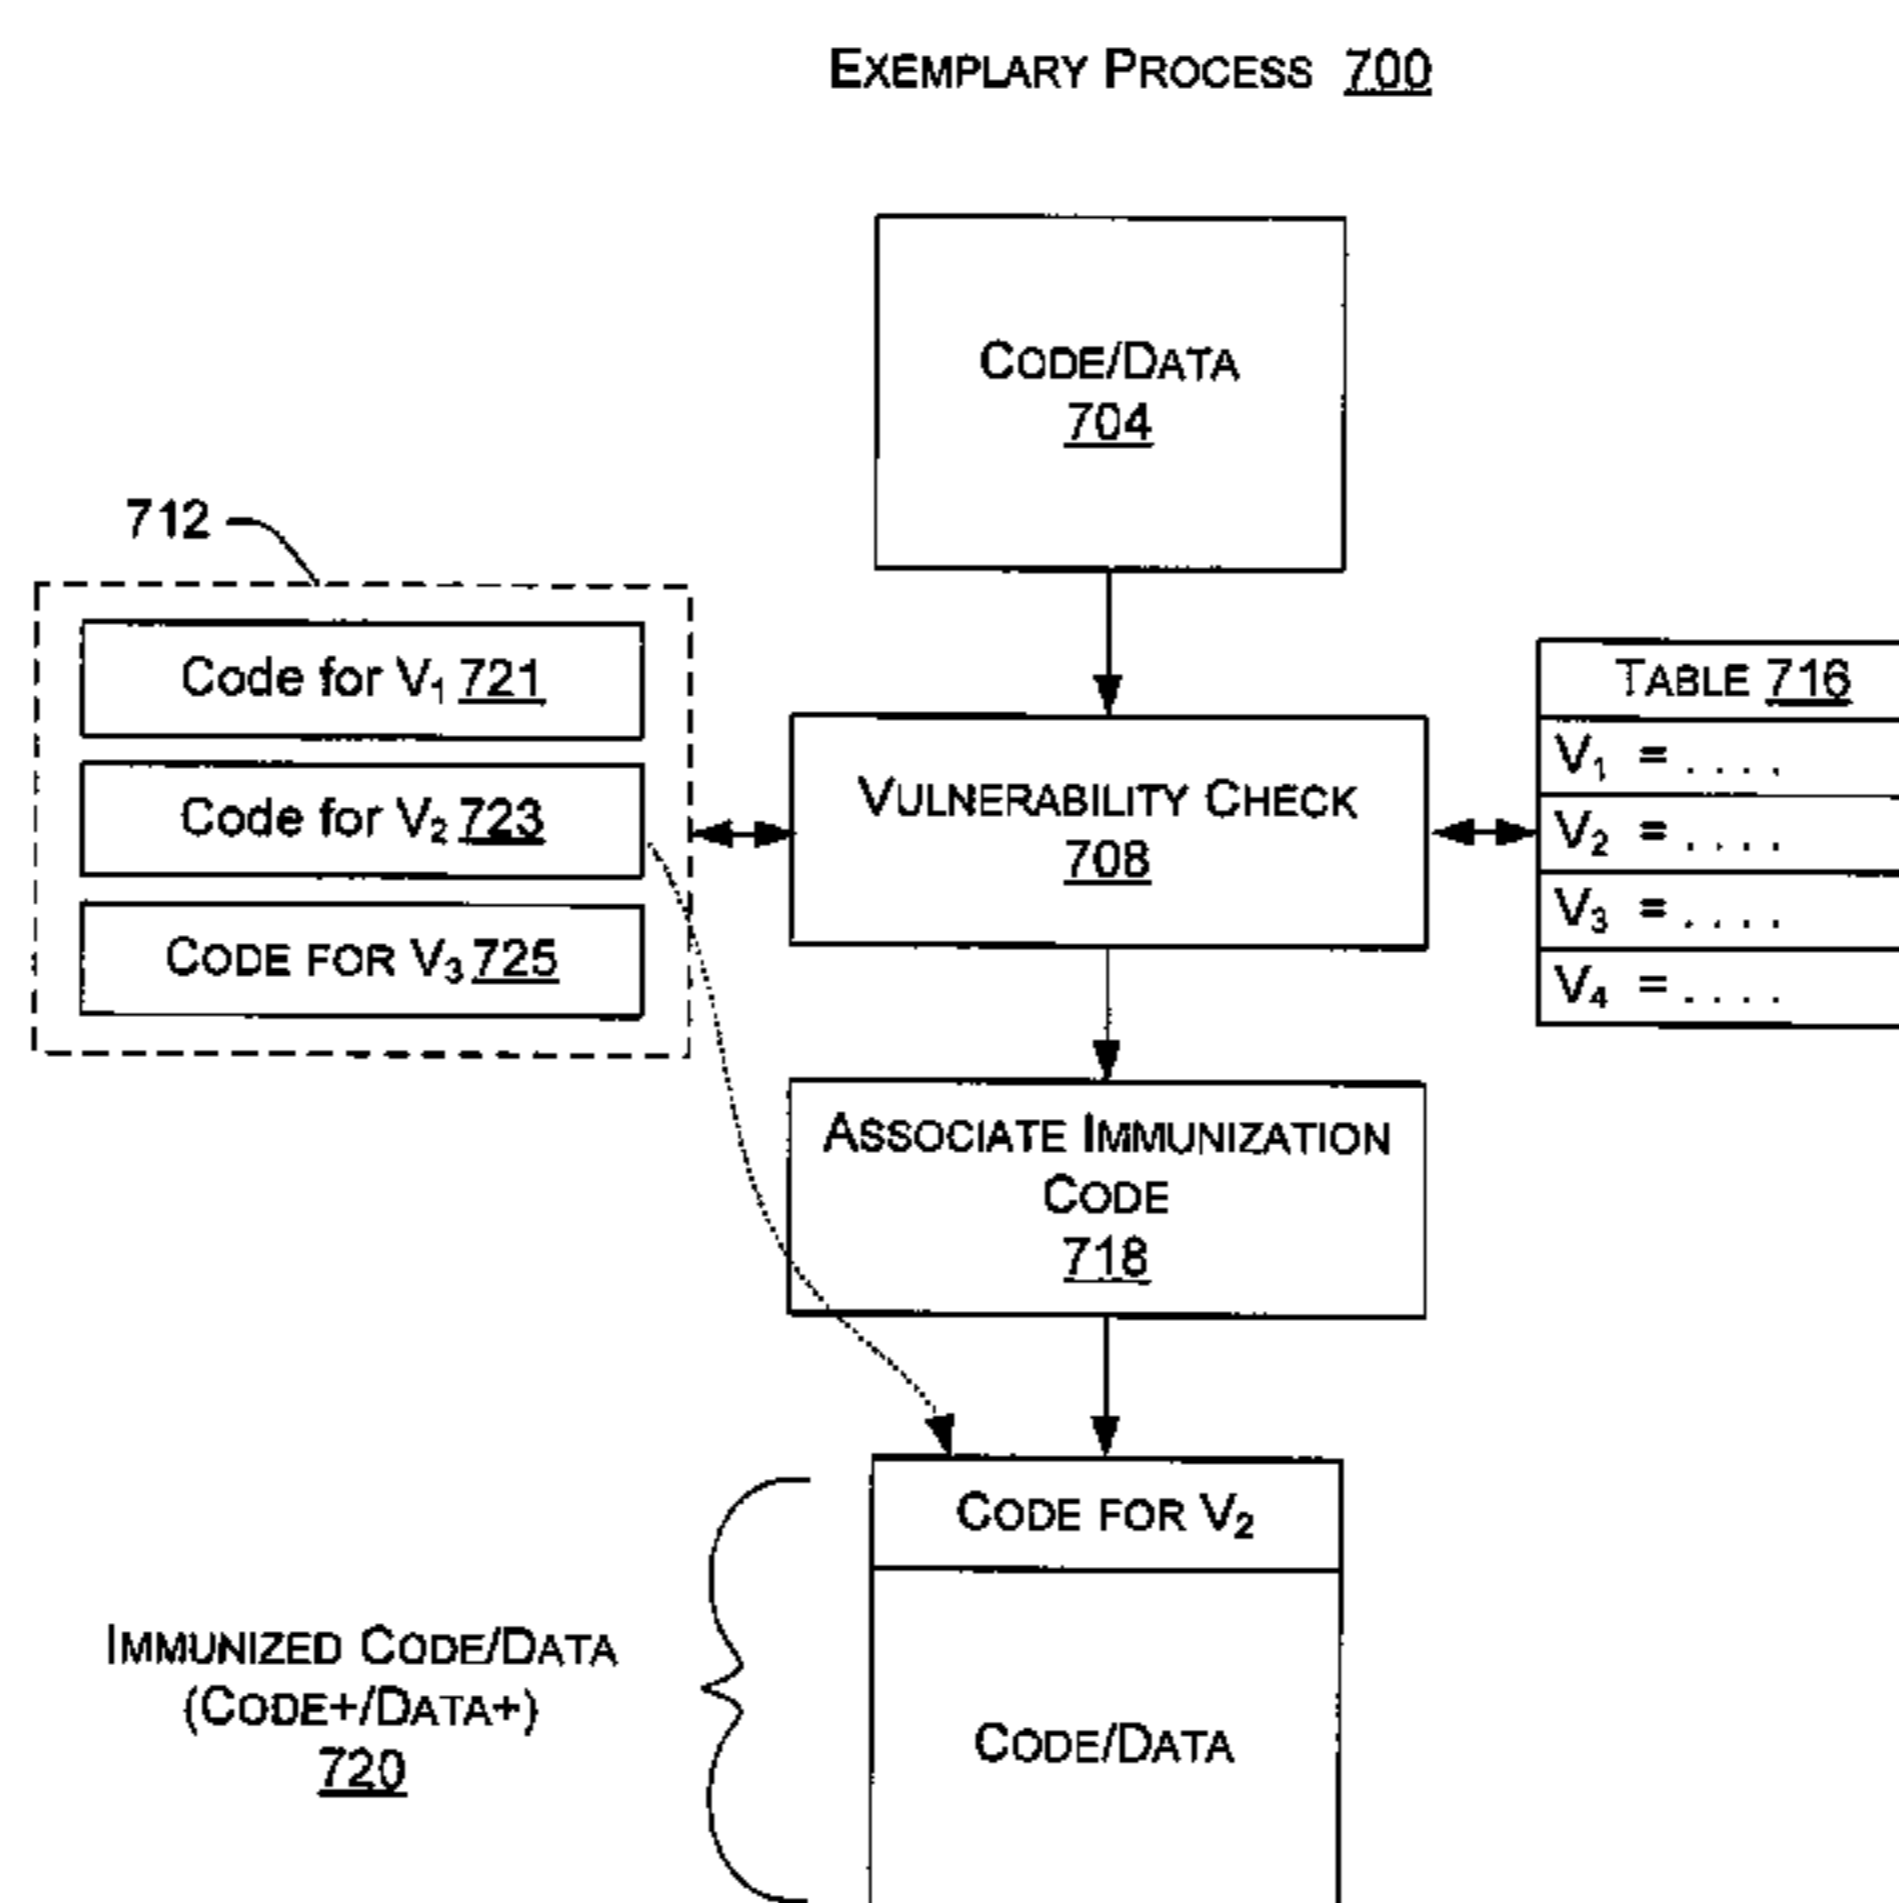 EXEMPLARY PROCESS 700
CODE/DATA
704
712
Code for V₁ 721
Code for V₂ 723
CODE FOR V₃ 725
VULNERABILITY CHECK
708
TABLE 716
V₁ = . . . .
V₂ = . . . .
V₃ = . . . .
V₄ = . . . .
ASSOCIATE IMMUNIZATION
CODE
718
CODE FOR V₂
CODE/DATA
IMMUNIZED CODE/DATA
(CODE+/DATA+)
720